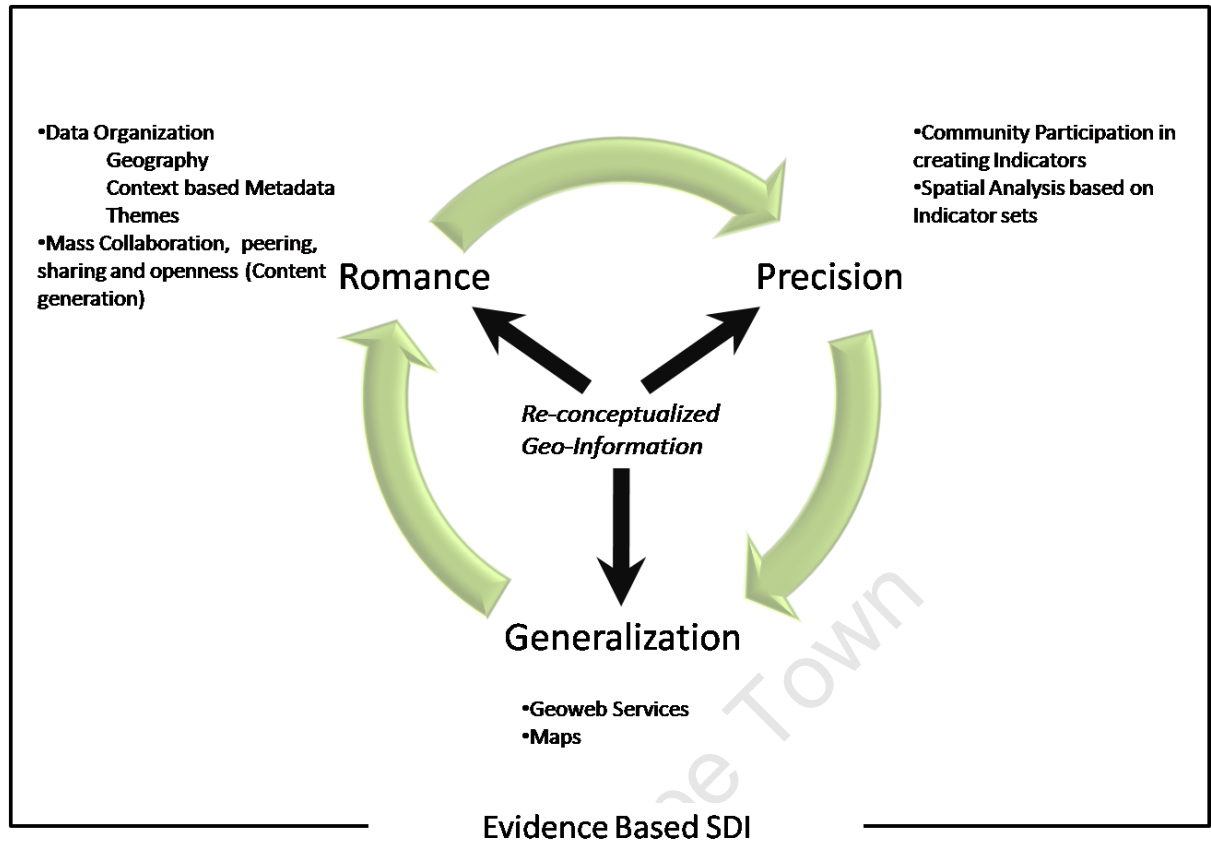 •Data Organization
Geography
Context based Metadata
Themes
•Mass Collaboration, peering,
sharing and openness (Content
generation)
Romance
•Community Participation in
creating Indicators
•Spatial Analysis based on
Indicator sets
Precision
Re-conceptualized
Geo-Information
Generalization
•Geoweb Services
•Maps
Town
Evidence Based SDI